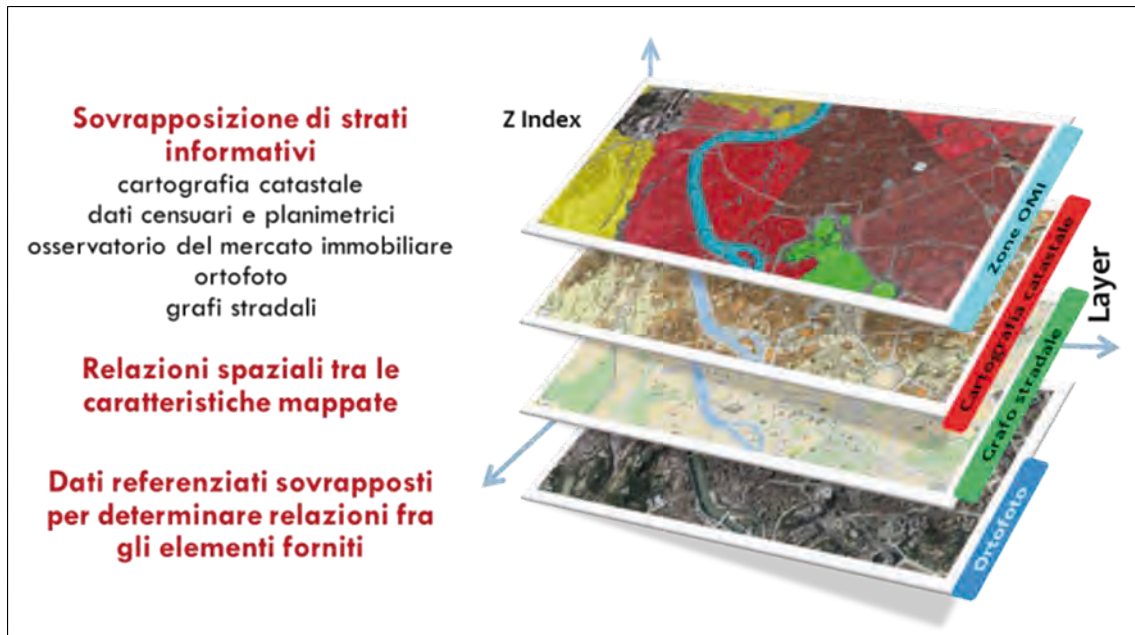 Sovrapposizione di strati
informativi
cartografia catastale
dati censuari e planimetrici
osservatorio del mercato immobiliare
ortofoto
grafi stradali
Relazioni spaziali tra le
caratteristiche mappate
Dati referenziati sovrapposti
per determinare relazioni fra
gli elementi forniti
Z Index
Zone OMI
Cartografia catastale
Grafo stradale
Ortofoto
Layer